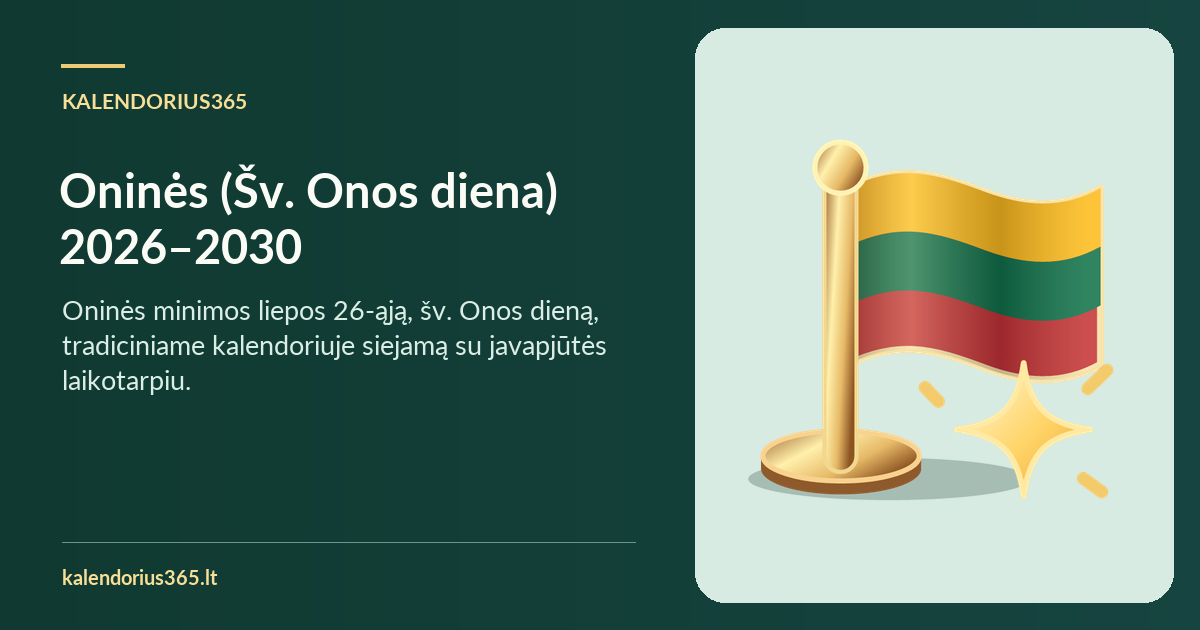 KALENDORIUS365
Oninės (Šv. Onos diena)
2026–2030
Oninės minimos liepos 26-ąją, šv. Onos dieną,
tradiciniame kalendoriuje siejamą su javapjūtės
laikotarpiu.
kalendorius365.lt